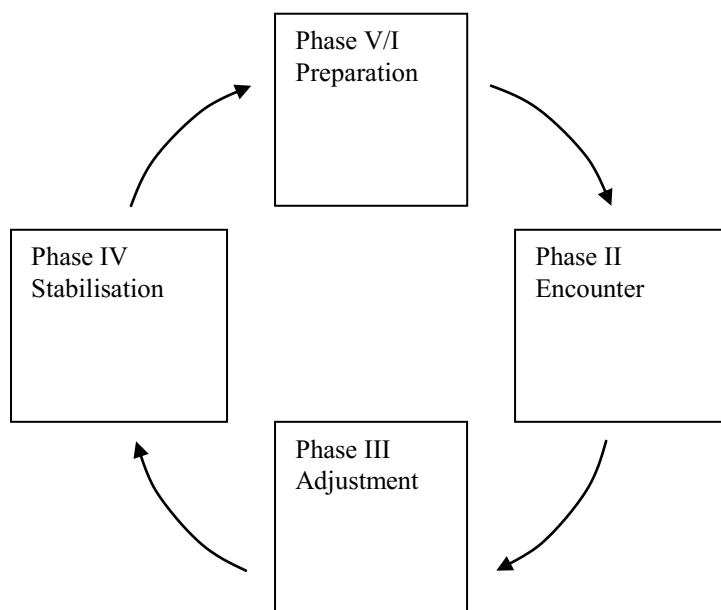 Phase V/I
Preparation
Phase IV
Stabilisation
Phase II
Encounter
Phase III
Adjustment